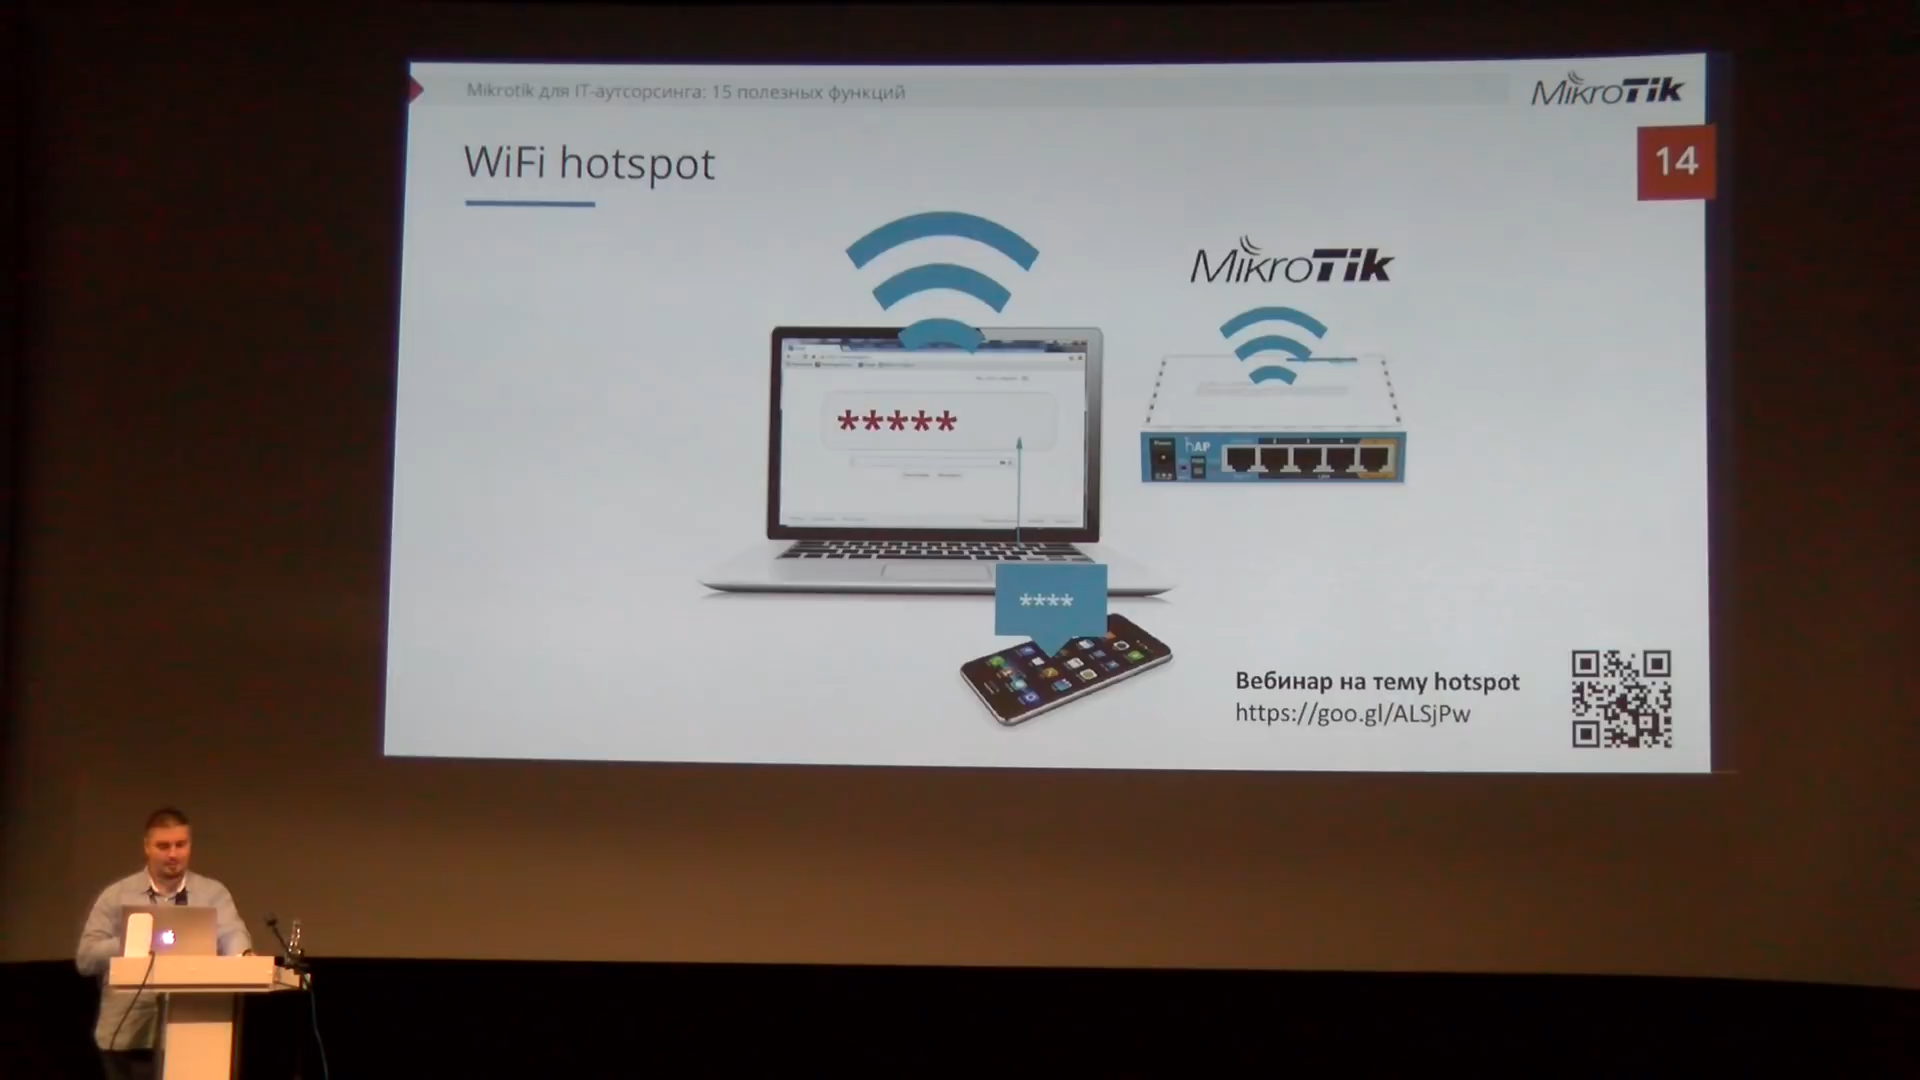 Mikrotik для IT-аутсорсинга: 15 полезных функций
MikroTik
WiFi hotspot
14
MikroTik
*****
hAP
****
Вебинар на тему hotspot
https://goo.gl/ALSjPw